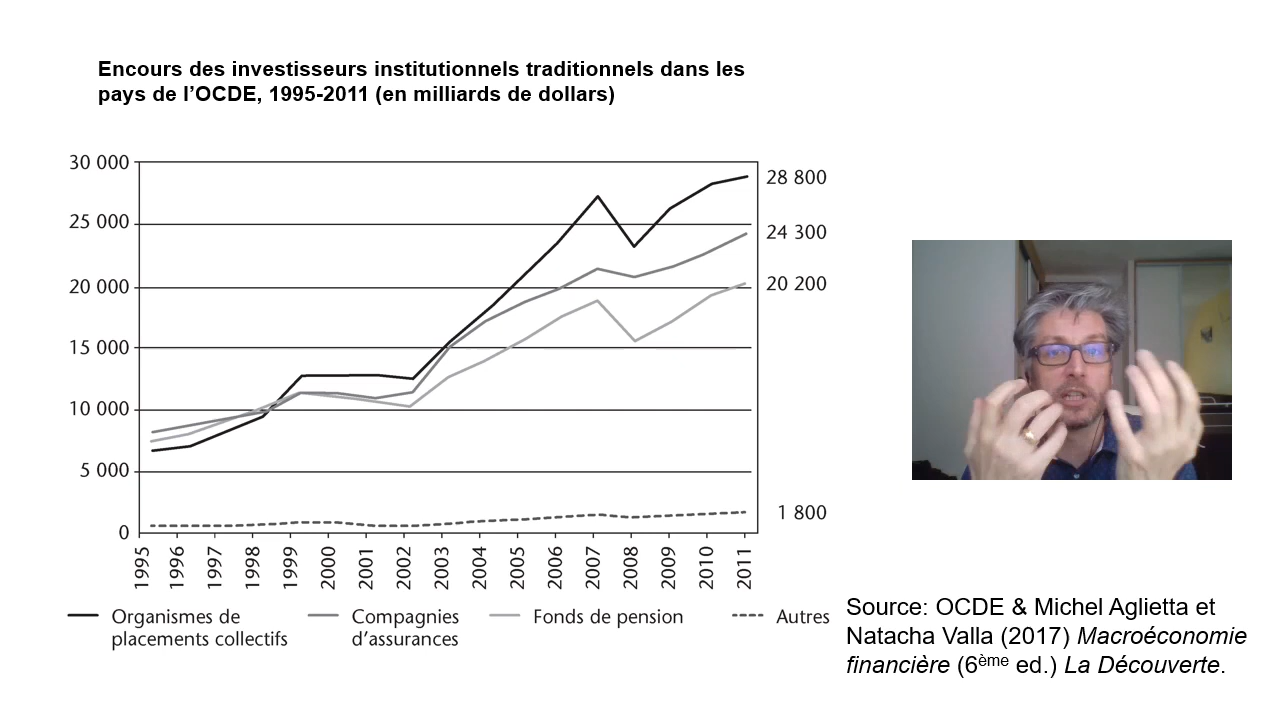 Encours des investisseurs institutionnels traditionnels dans les
pays de l’OCDE, 1995-2011 (en milliards de dollars)
30 000
25 000
20 000
15 000
10 000
5 000
0
28 800
24 300
20 200
1 800
1995
1996
1997
1998
1999
2000
2001
2002
2003
2004
2005
2006
2007
2008
2009
2010
2011
Organismes de
placements collectifs
Compagnies
d’assurances
Fonds de pension
Autres
Source: OCDE & Michel Aglietta et
Natacha Valla (2017) Macroéconomie
financière (6ème ed.) La Découverte.